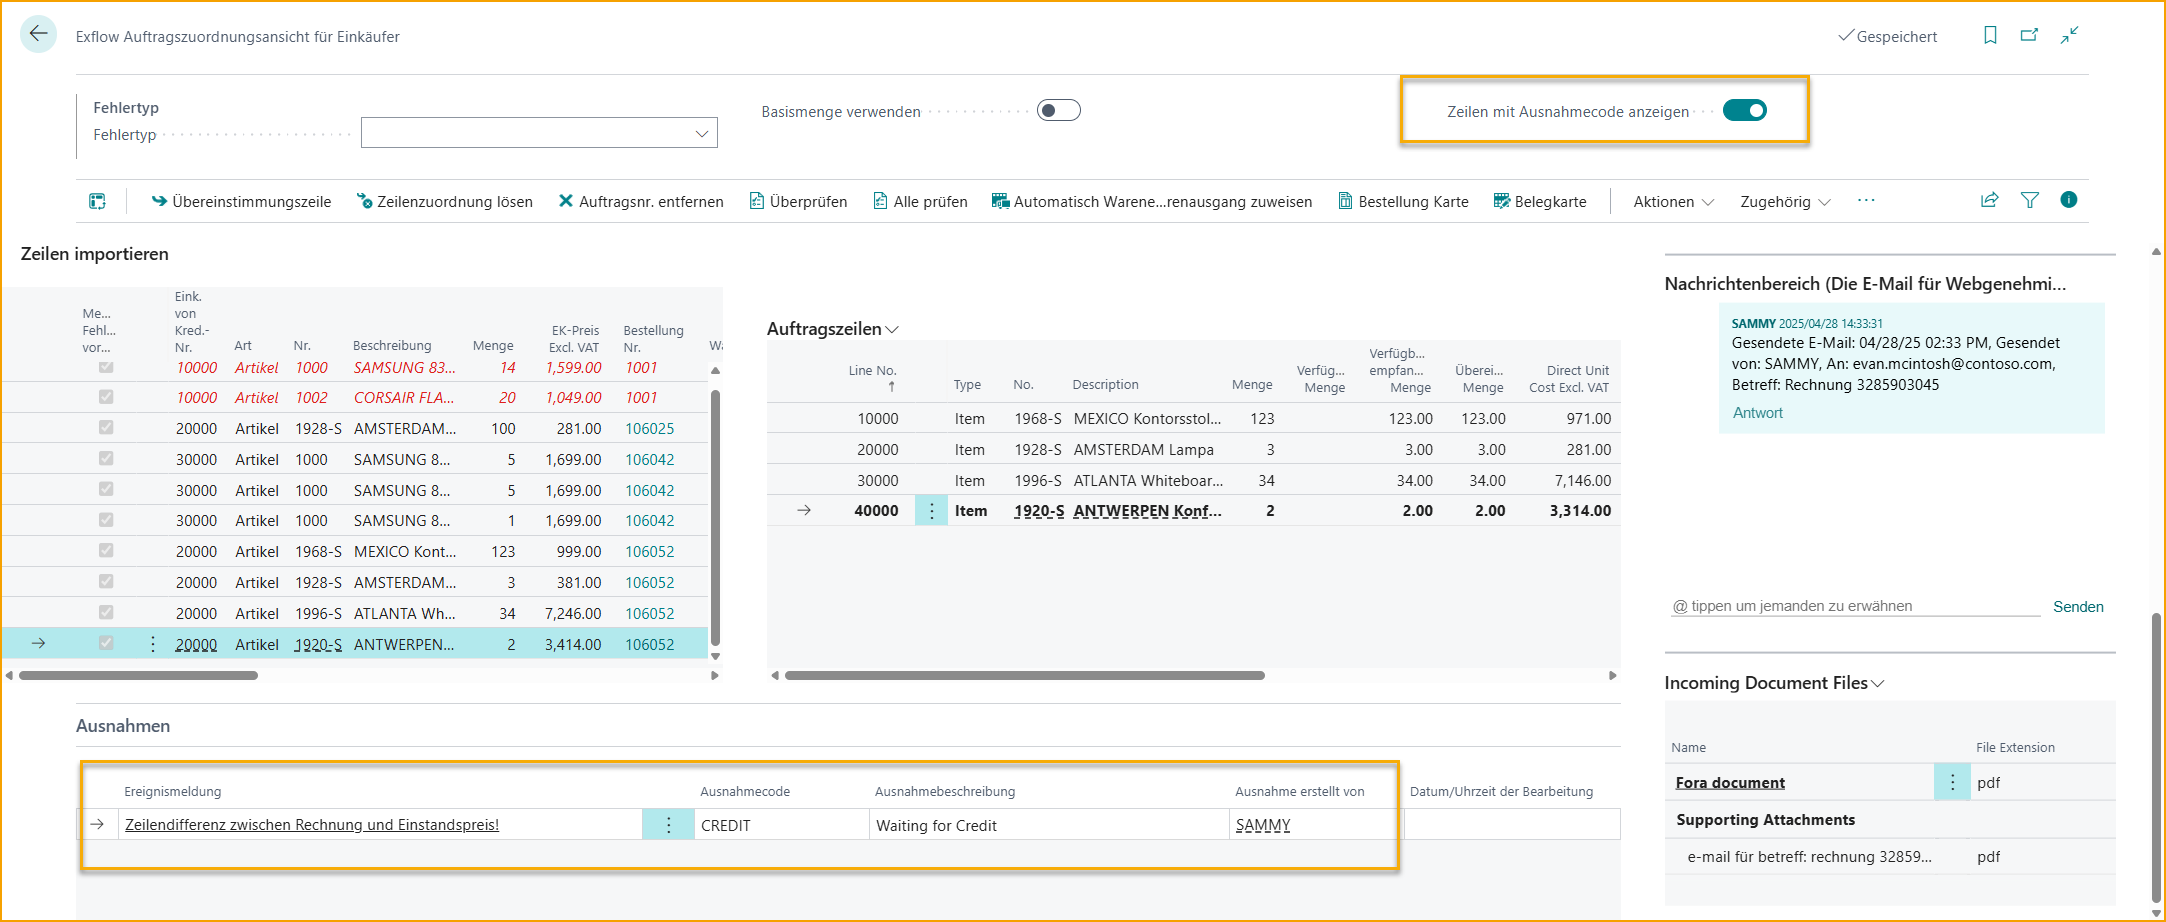 Exflow Auftragszuordnungsansicht für Einkäufer
Gespeichert
Fehlertyp
Fehlertyp
Basismenge verwenden
Zeilen mit Ausnahmecode anzeigen
Übereinstimmungszeile Zeilenzuordnung lösen Auftragsnr. entfernen Überprüfen Alle prüfen Automatisch Warene...renausgang zuweisen Bestellung Karte Belegkarte Aktionen Zugehörig ...
Zeilen importieren
Me... Fehl... vor... Eink. von Kred.-Nr. Art Nr. Beschreibung Menge EK-Preis Excl. VAT Bestellung Nr. Wa
10000 Artikel 1000 SAMSUNG 83... 14 1,599.00 1001
10000 Artikel 1002 CORSAIR FLA... 20 1,049.00 1001
20000 Artikel 1928-S AMSTERDAM... 100 281.00 106025
30000 Artikel 1000 SAMSUNG 8... 5 1,699.00 106042
30000 Artikel 1000 SAMSUNG 8... 5 1,699.00 106042
30000 Artikel 1000 SAMSUNG 8... 1 1,699.00 106042
20000 Artikel 1968-S MEXICO Kont... 123 999.00 106052
20000 Artikel 1928-S AMSTERDAM... 3 381.00 106052
20000 Artikel 1996-S ATLANTA Wh... 34 7,246.00 106052
20000 Artikel 1920-S ANTWERPEN... 2 3,414.00 106052
Auftragszeilen
Line No. ↑ Type No. Description Menge Verfüg... Menge Verfügb... empfan... Menge Überei... Menge Direct Unit Cost Excl. VAT
10000 Item 1968-S MEXICO Kontorsstol... 123 123.00 123.00 971.00
20000 Item 1928-S AMSTERDAM Lampa 3 3.00 3.00 281.00
30000 Item 1996-S ATLANTA Whiteboar... 34 34.00 34.00 7,146.00
40000 Item 1920-S ANTWERPEN Konf... 2 2.00 2.00 3,314.00
Ausnahmen
Ereignismeldung Ausnahmecode Ausnahmebeschreibung Ausnahme erstellt von Datum/Uhrzeit der Bearbeitung
Zeilendifferenz zwischen Rechnung und Einstandspreis! CREDIT Waiting for Credit SAMMY
Nachrichtenbereich (Die E-Mail für Webgenehmi...
SAMMY 2025/04/28 14:33:31
Gesendete E-Mail: 04/28/25 02:33 PM, Gesendet
von: SAMMY, An: evan.mcintosh@contoso.com,
Betreff: Rechnung 3285903045
Antwort
@ tippen um jemanden zu erwähnen
Senden
Incoming Document Files
Name File Extension
Fora document pdf
Supporting Attachments
e-mail für betreff: rechnung 32859... pdf